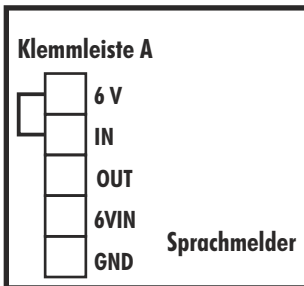 Klemmleiste A
6 V
IN
OUT
6VIN
GND
Sprachmelder